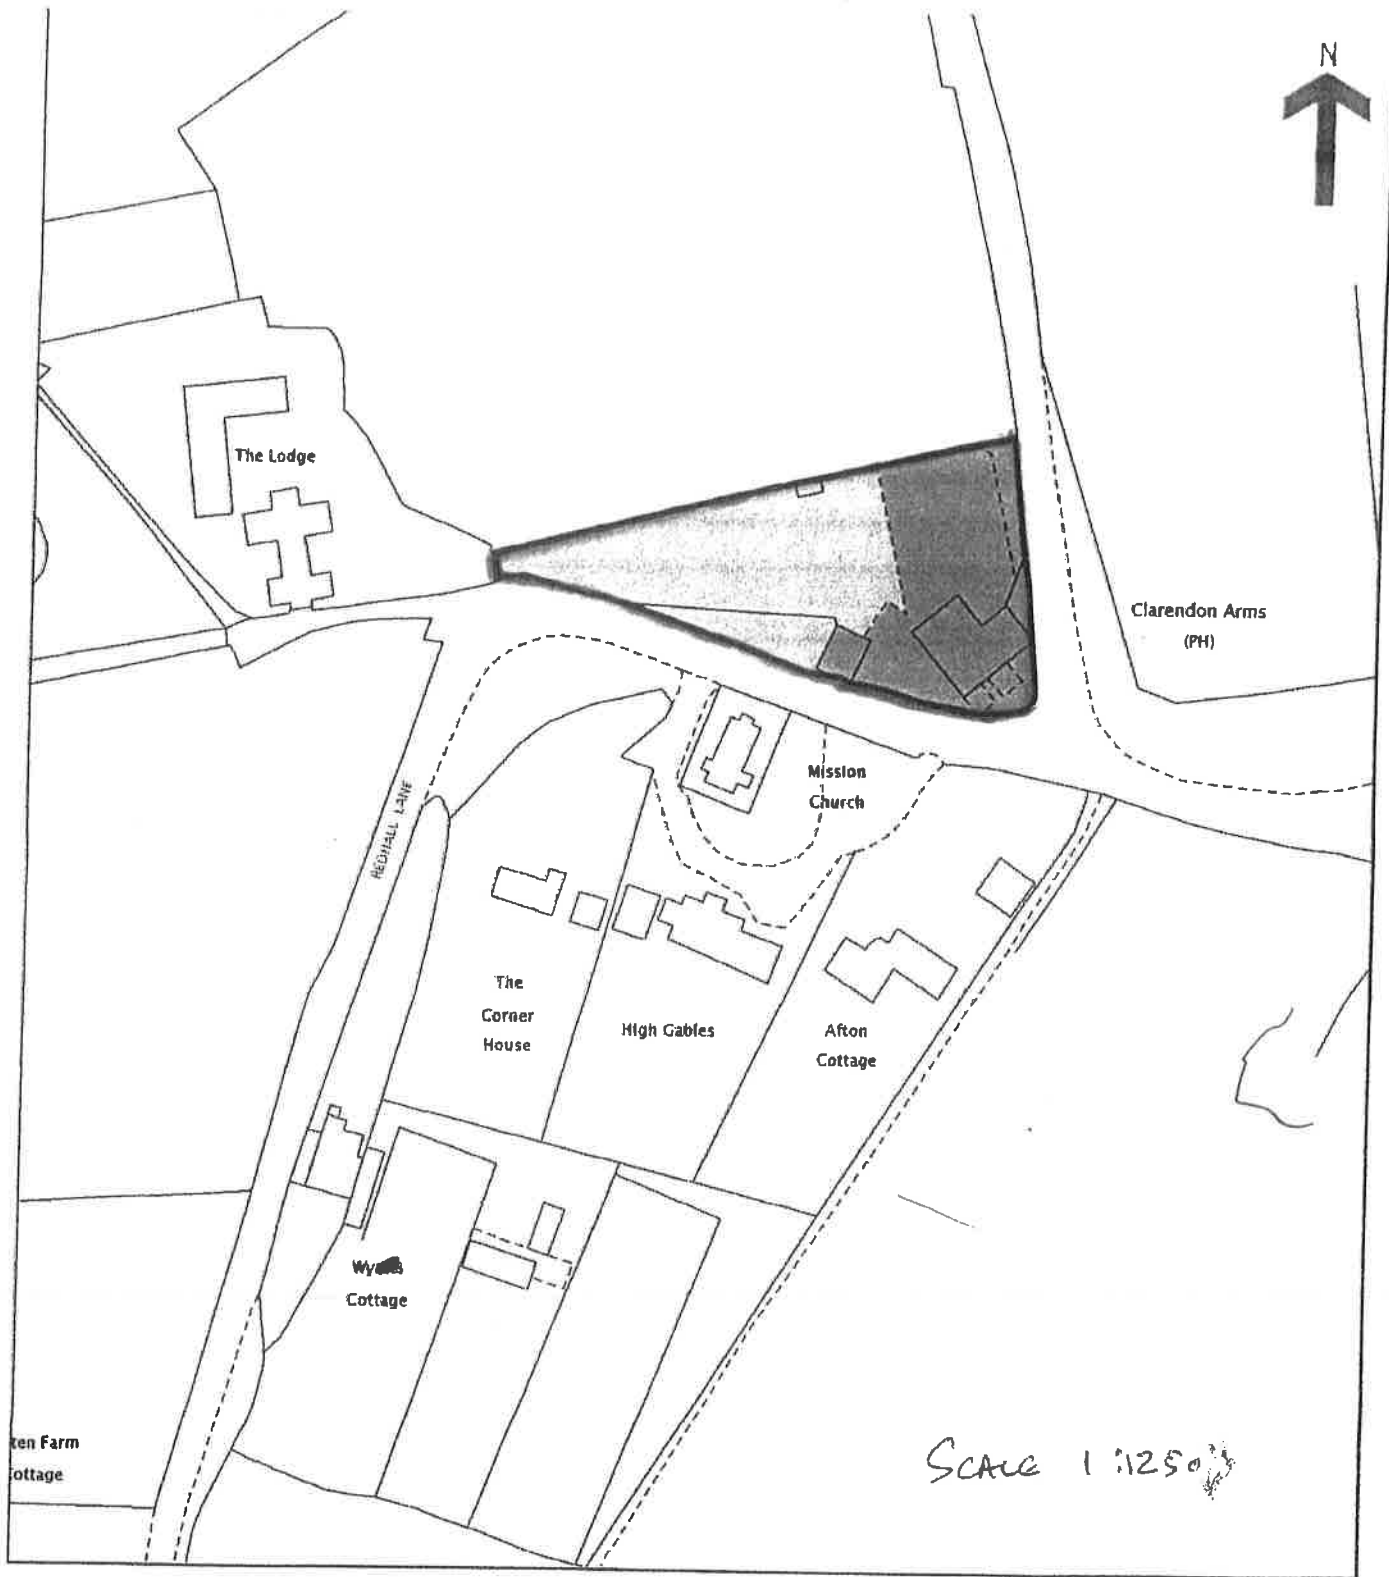 N
The Lodge
Clarendon Arms
(PH)
Mission
Church
REDHALL LANE
The
Corner
House
High Gables
Afton
Cottage
Cottage
ten Farm
ottage
SCALE 1:1250